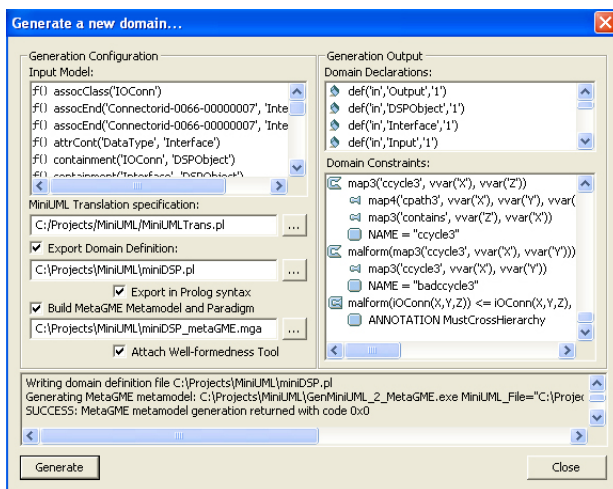 Generate a new domain...
Generation Configuration
Input Model:
f() assocClass('IOConn')
f() assocEnd('Connectorid-0066-00000007', 'Inte
f() assocEnd('Connectorid-0066-00000007', 'Inte
f() attrCont('DataType', 'Interface')
f() containment('IOConn', 'DSPObject')
f() containment('Interface', 'DSPObject')
MiniUML Translation specification:
C:/Projects/MiniUML/MiniUMLTrans.pl
...
Export Domain Definition:
C:\Projects\MiniUML\miniDSP.pl
...
Export in Prolog syntax
Build MetaGME Metamodel and Paradigm
C:\Projects\MiniUML\miniDSP_metaGME.mga
...
Attach Well-formedness Tool
Generation Output
Domain Declarations:
def('in','Output','1')
def('in','DSPObject','1')
def('in','Interface','1')
def('in','Input','1')
Domain Constraints:
map3('ccycle3', vvar('X'), vvar('Z'))
map4('cpath3', vvar('X'), vvar('Y'), vvar(
map3('contains', vvar('Z'), vvar('X'))
NAME = "ccycle3"
malform(map3('ccycle3', vvar('X'), vvar('Y')))
map3('ccycle3', vvar('X'), vvar('Y'))
NAME = "badccycle3"
malform(iOConn(X,Y,Z)) <= iOConn(X,Y,Z),
ANNOTATION MustCrossHierarchy
Writing domain definition file C:\Projects\MiniUML\miniDSP.pl
Generating MetaGME metamodel: C:\Projects\MiniUML\GenMiniUML_2_MetaGME.exe MiniUML_File="C:\Projec
SUCCESS: MetaGME metamodel generation returned with code 0x0
Generate
Close